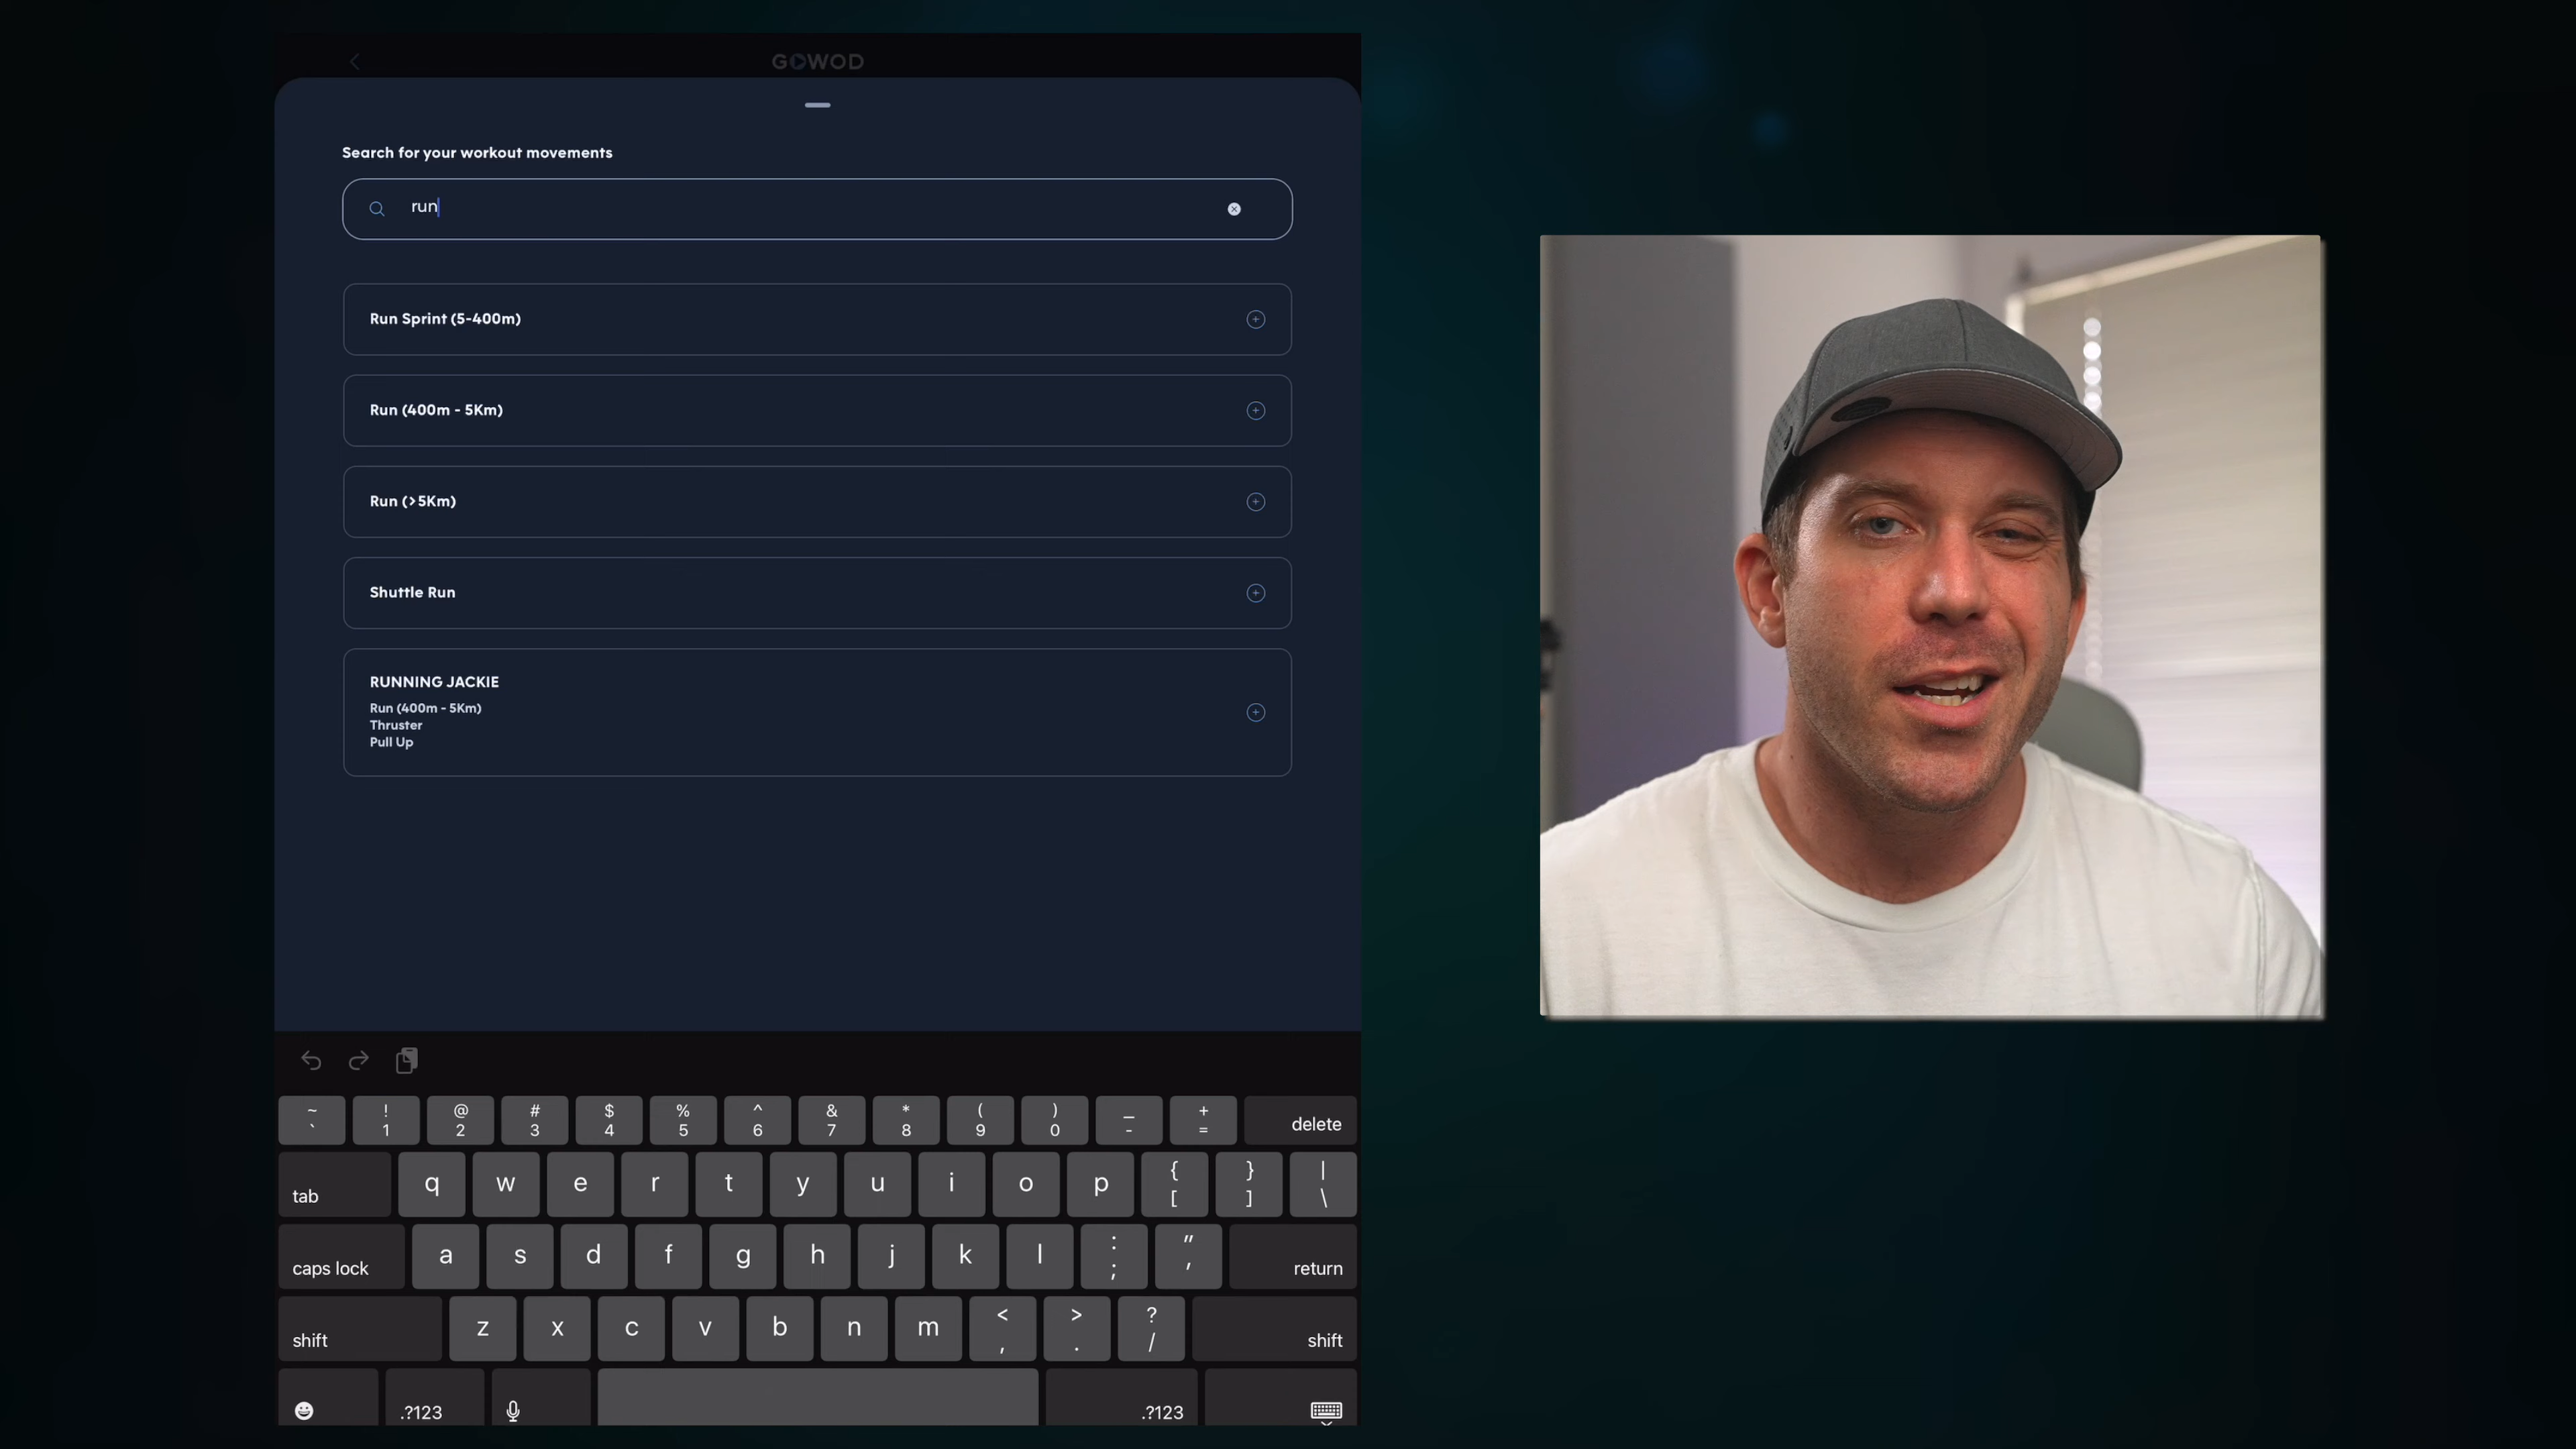 GOWOD
Search for your workout movements
run
Run Sprint (5-400m)
Run (400m - 5Km)
Run (>5Km)
Shuttle Run
RUNNING JACKIE
Run (400m - 5Km)
Thruster
Pull Up
~ ! @ # $ % ^ & * ( ) _ +
` 1 2 3 4 5 6 7 8 9 0 - = delete
tab q w e r t y u i o p { [ } ] | \
caps lock a s d f g h j k l : ; " ' return
shift z x c v b n m < , > . ? / shift
.?123 .?123